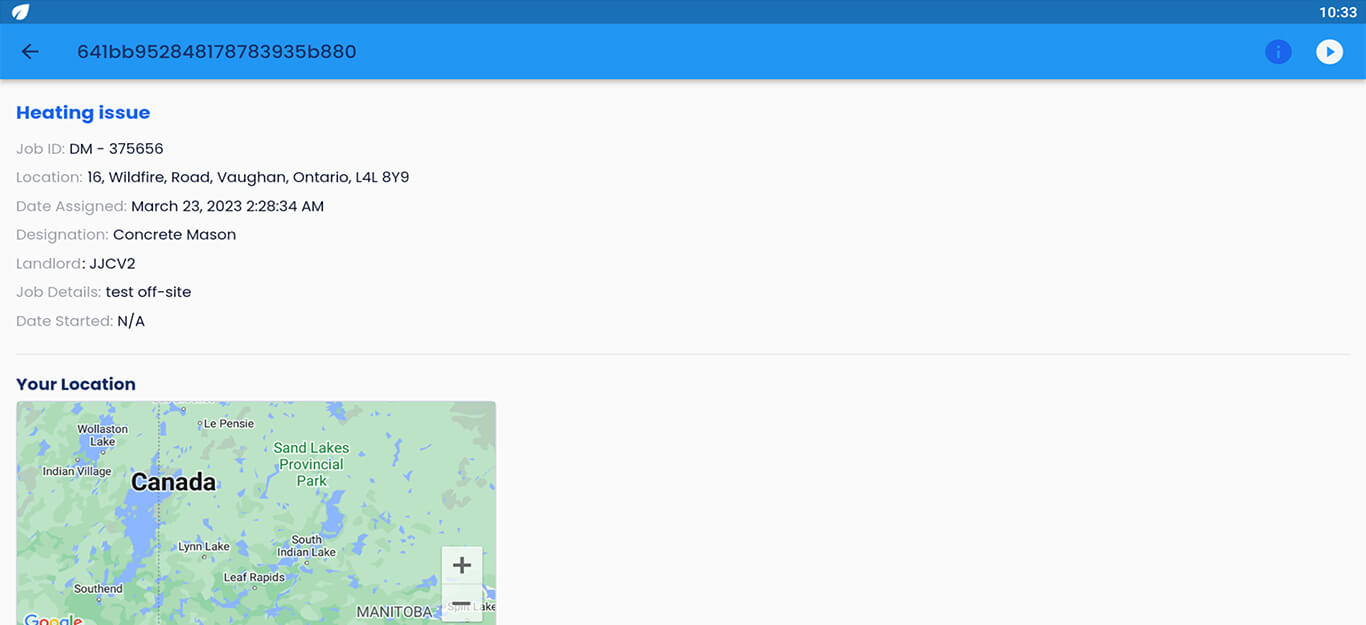 10:33
641bb952848178783935b880
Heating issue
Job ID: DM - 375656
Location: 16, Wildfire, Road, Vaughan, Ontario, L4L 8Y9
Date Assigned: March 23, 2023 2:28:34 AM
Designation: Concrete Mason
Landlord: JJCV2
Job Details: test off-site
Date Started: N/A
Your Location
Le Pensie
Wollaston
Lake
Sand Lakes
Provincial
Park
Indian Village
Canada
South
Indian Lake
Lynn Lake
Leaf Rapids
Southend
MANITOBA
Split Lake
Google